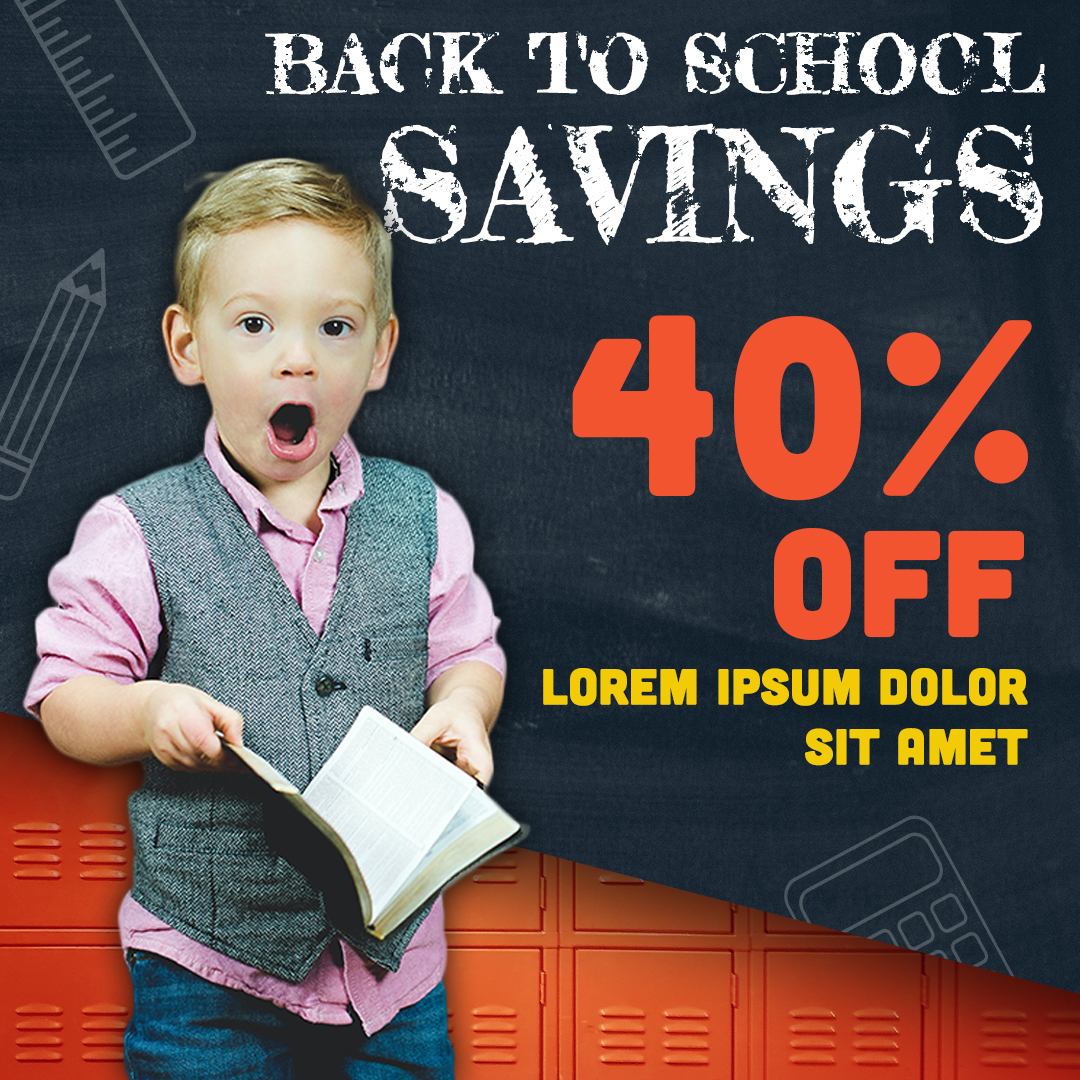 BACK TO SCHOOL
SAVINGS
40%
OFF
LOREM IPSUM DOLOR
SIT AMET